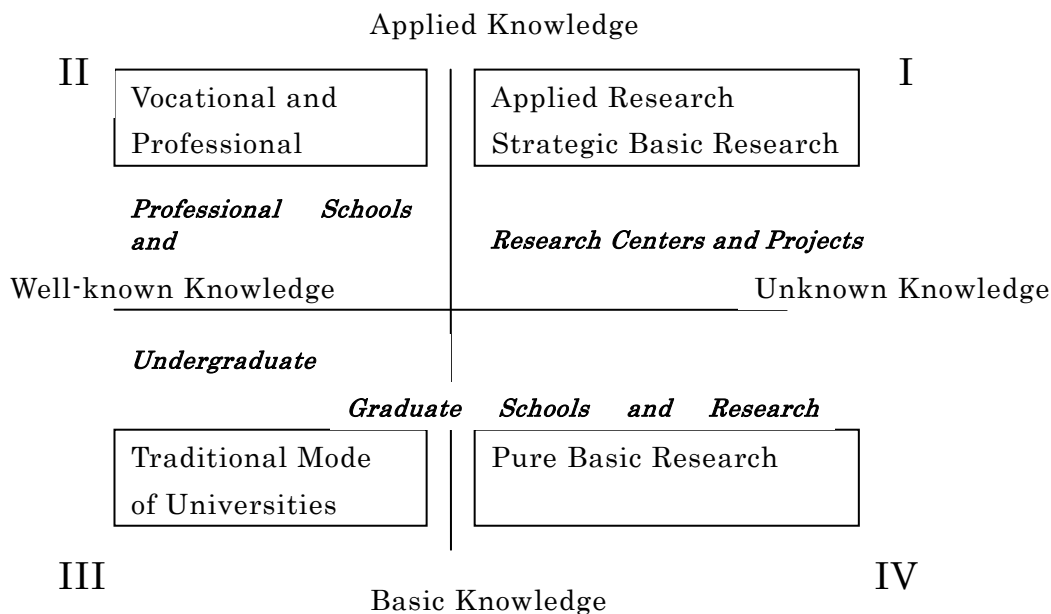 Applied Knowledge
II
I
Vocational and
Professional
Applied Research
Strategic Basic Research
Professional Schools
and
Research Centers and Projects
Well-known Knowledge
Unknown Knowledge
Undergraduate
Graduate Schools and Research
Traditional Mode
of Universities
Pure Basic Research
III
IV
Basic Knowledge